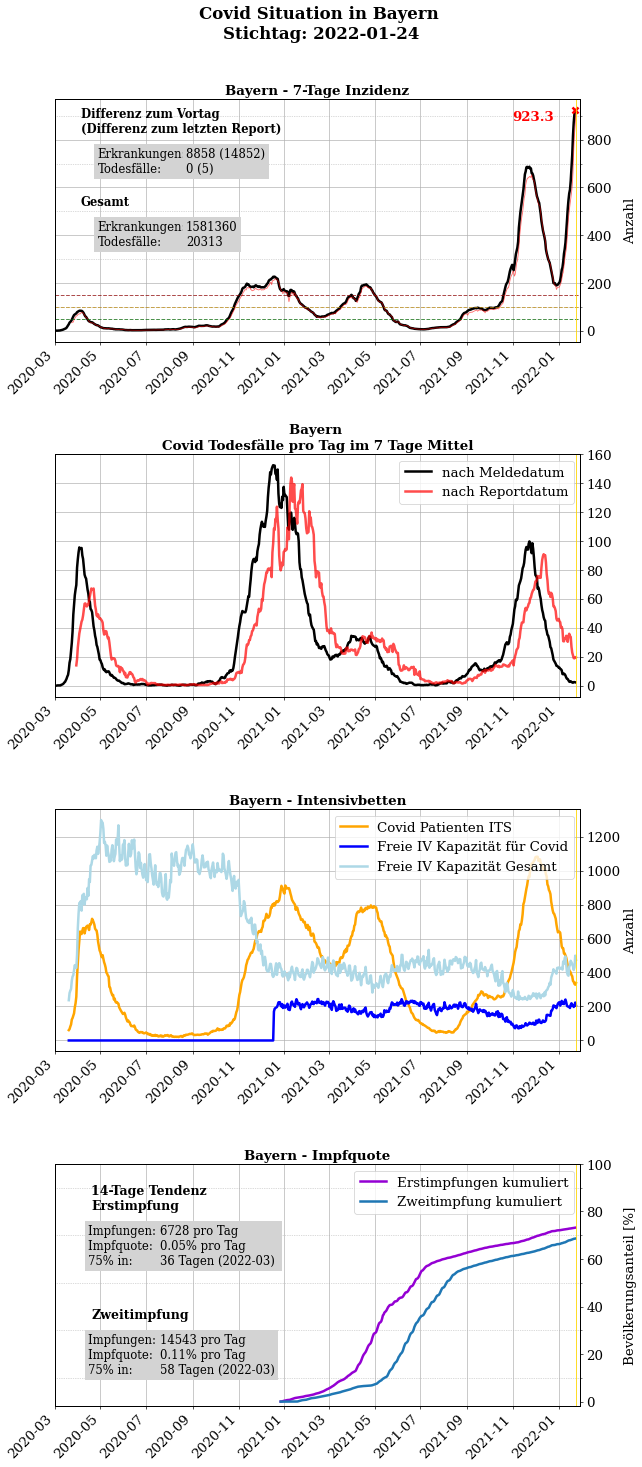 Covid Situation in Bayern
Stichtag: 2022-01-24
Bayern - 7-Tage Inzidenz
Differenz zum Vortag
(Differenz zum letzten Report)
Erkrankungen 8858 (14852)
Todesfälle: 0 (5)
Gesamt
Erkrankungen 1581360
Todesfälle: 20313
923.3
800
600
400
200
0
Anzahl
2020-03 2020-05 2020-07 2020-09 2020-11 2021-01 2021-03 2021-05 2021-07 2021-09 2021-11 2022-01
Bayern
Covid Todesfälle pro Tag im 7 Tage Mittel
nach Meldedatum
nach Reportdatum
160
140
120
100
80
60
40
20
0
2020-03 2020-05 2020-07 2020-09 2020-11 2021-01 2021-03 2021-05 2021-07 2021-09 2021-11 2022-01
Bayern - Intensivbetten
Covid Patienten ITS
Freie IV Kapazität für Covid
Freie IV Kapazität Gesamt
1200
1000
800
600
400
200
0
Anzahl
2020-03 2020-05 2020-07 2020-09 2020-11 2021-01 2021-03 2021-05 2021-07 2021-09 2021-11 2022-01
Bayern - Impfquote
14-Tage Tendenz
Erstimpfung
Impfungen: 6728 pro Tag
Impfquote: 0.05% pro Tag
75% in: 36 Tagen (2022-03)
Zweitimpfung
Impfungen: 14543 pro Tag
Impfquote: 0.11% pro Tag
75% in: 58 Tagen (2022-03)
Erstimpfungen kumuliert
Zweitimpfung kumuliert
100
80
60
40
20
0
Bevölkerungsanteil [%]
2020-03 2020-05 2020-07 2020-09 2020-11 2021-01 2021-03 2021-05 2021-07 2021-09 2021-11 2022-01